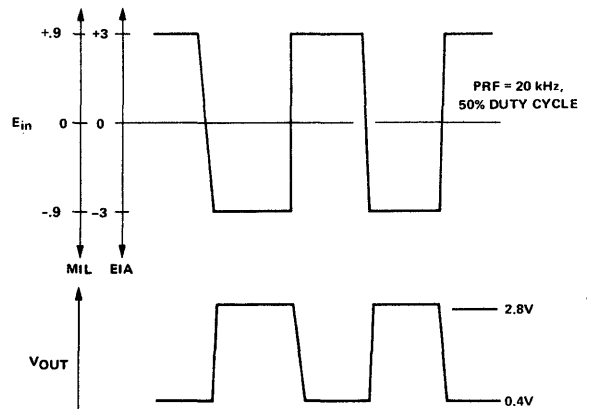 +.9 +3
PRF = 20 kHz,
50% DUTY CYCLE
Ein 0 0
-.9 -3
MIL EIA
2.8V
VOUT
0.4V